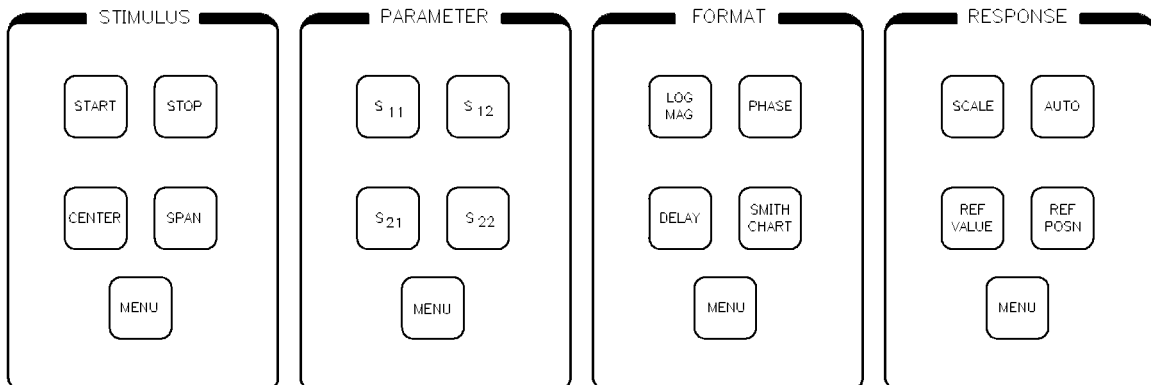 STIMULUS
START STOP
CENTER SPAN
MENU
PARAMETER
S11 S12
S21 S22
MENU
FORMAT
LOG
MAG
PHASE
DELAY
SMITH
CHART
MENU
RESPONSE
SCALE AUTO
REF
VALUE
REF
POSN
MENU